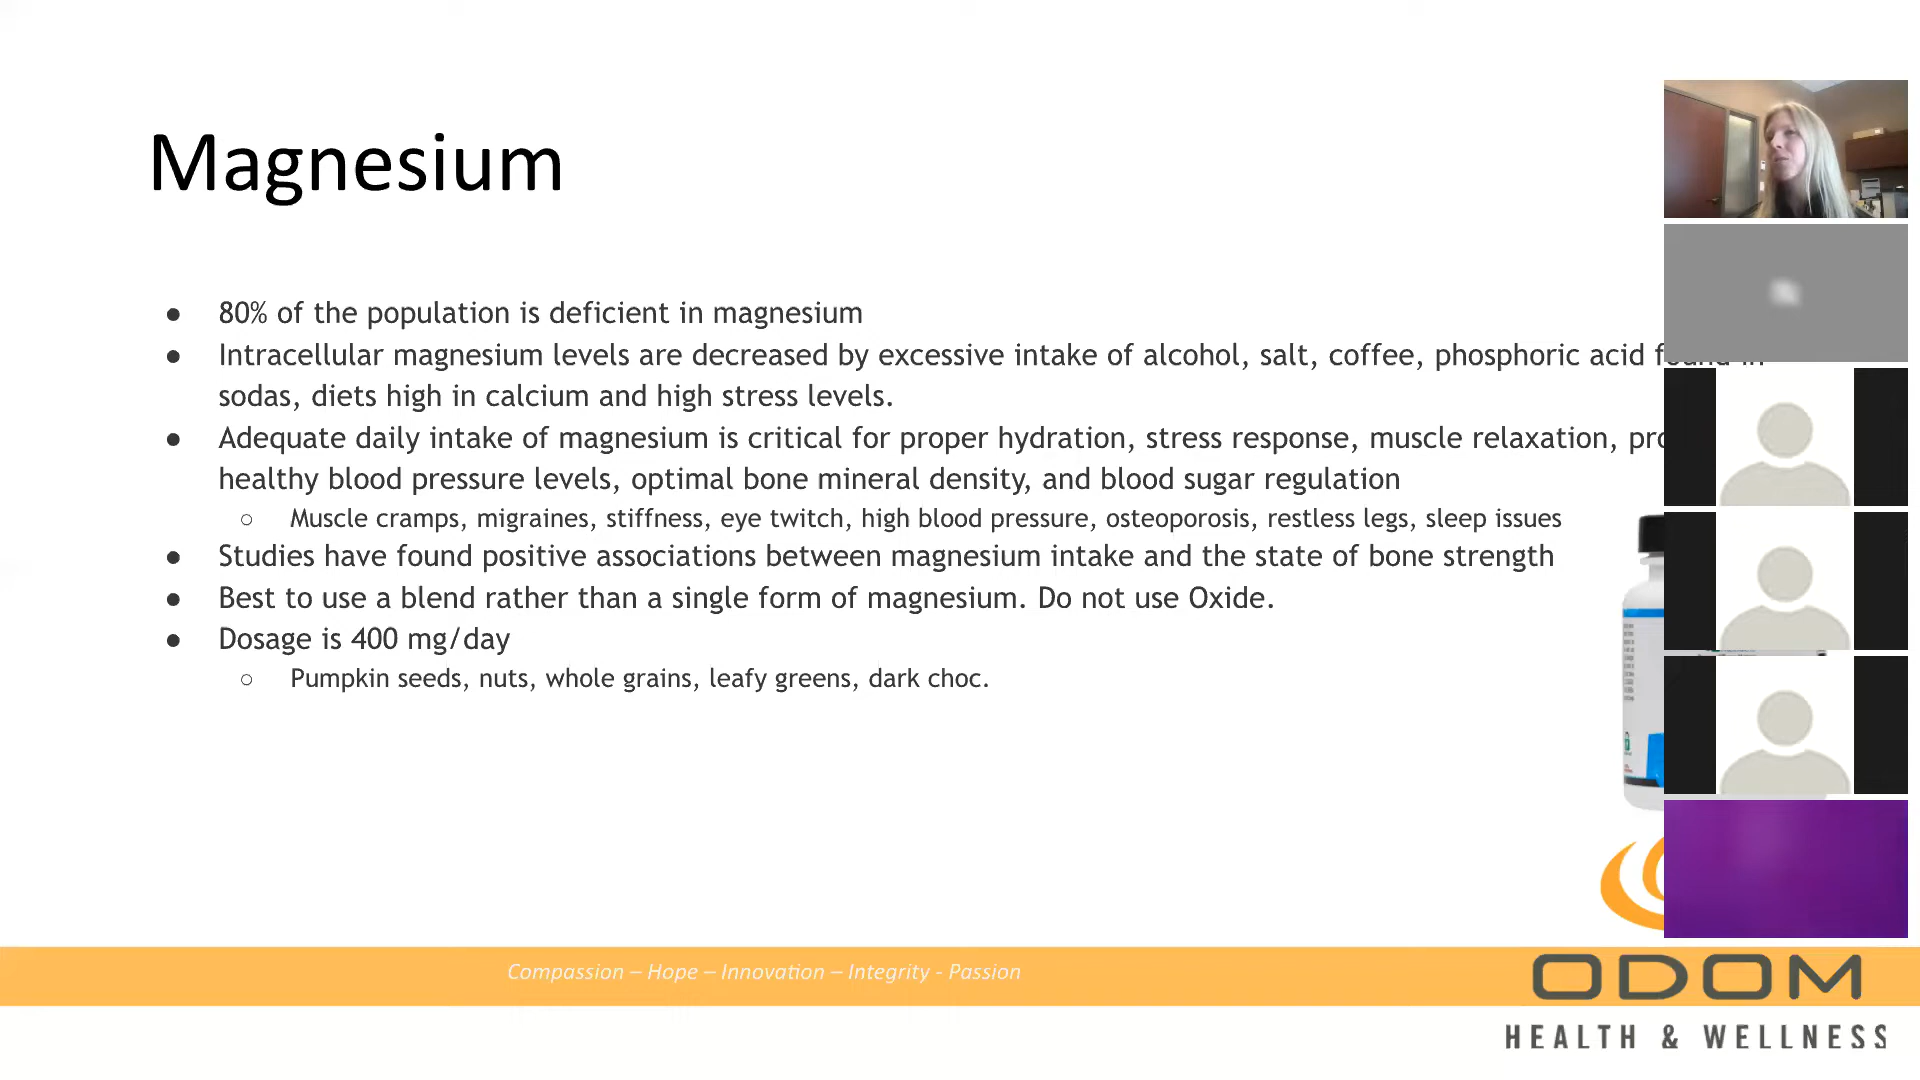 Magnesium
● 80% of the population is deficient in magnesium
● Intracellular magnesium levels are decreased by excessive intake of alcohol, salt, coffee, phosphoric acid found in
sodas, diets high in calcium and high stress levels.
● Adequate daily intake of magnesium is critical for proper hydration, stress response, muscle relaxation,
healthy blood pressure levels, optimal bone mineral density, and blood sugar regulation
○ Muscle cramps, migraines, stiffness, eye twitch, high blood pressure, osteoporosis, restless legs, sleep issues
● Studies have found positive associations between magnesium intake and the state of bone strength
● Best to use a blend rather than a single form of magnesium. Do not use Oxide.
● Dosage is 400 mg/day
○ Pumpkin seeds, nuts, whole grains, leafy greens, dark choc.
Compassion – Hope – Innovation – Integrity - Passion
ODOM
HEALTH & WELLNESS